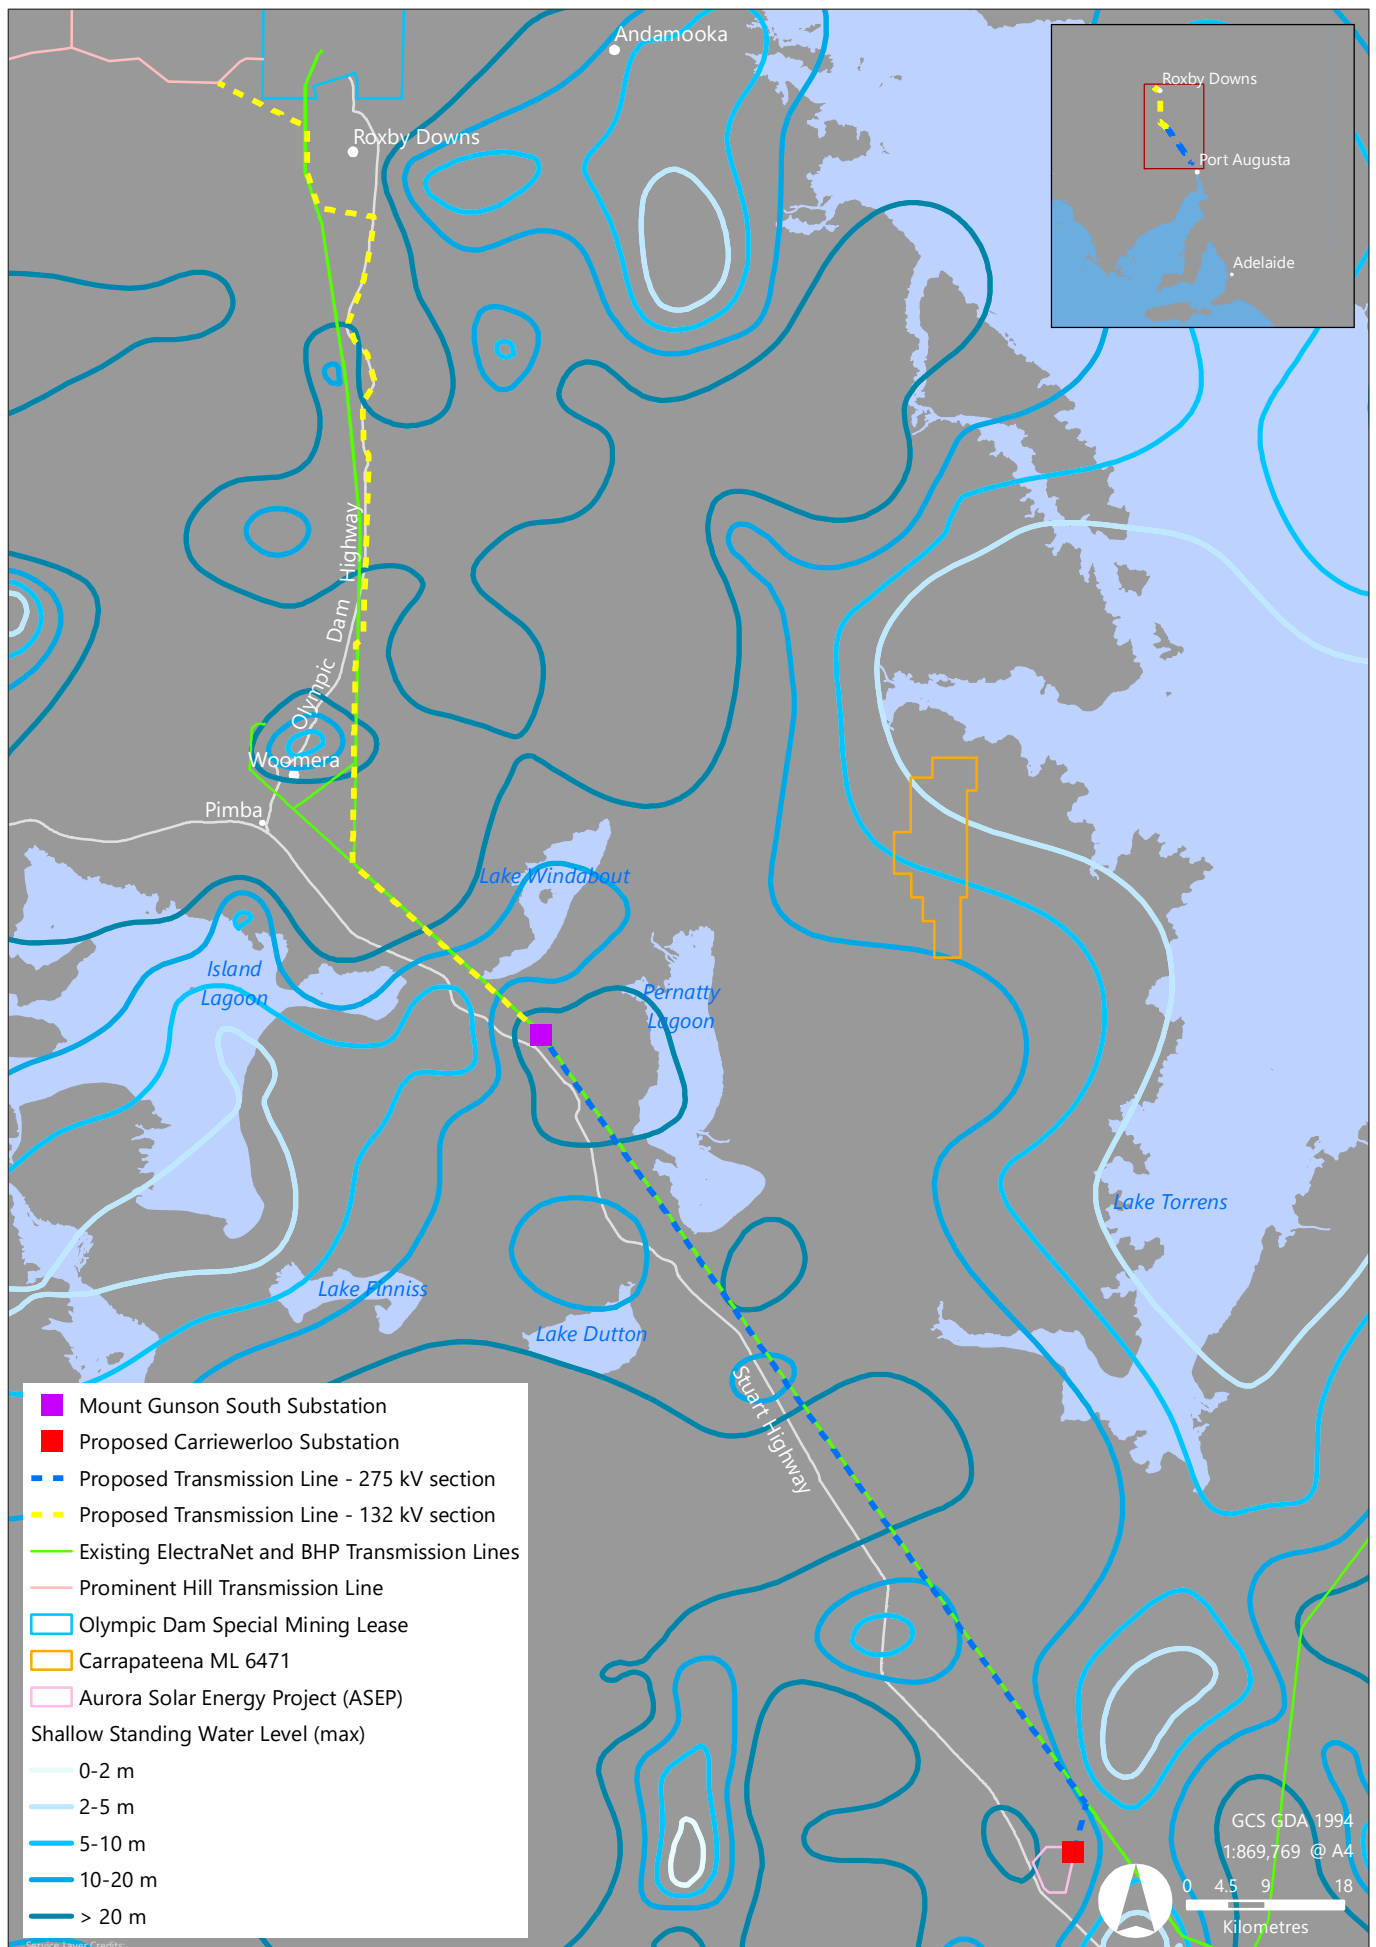 Andamooka
Roxby Downs
Roxby Downs
Port Augusta
Adelaide
Olympic Dam Highway
Woomera
Pimba
Lake Windabout
Island
Lagoon
Pernatty
Lagoon
Lake Torrens
Lake Finniss
Lake Dutton
Stuart Highway
Mount Gunson South Substation
Proposed Carriewerloo Substation
Proposed Transmission Line - 275 kV section
Proposed Transmission Line - 132 kV section
Existing ElectraNet and BHP Transmission Lines
Prominent Hill Transmission Line
Olympic Dam Special Mining Lease
Carrapateena ML 6471
Aurora Solar Energy Project (ASEP)
Shallow Standing Water Level (max)
0-2 m
2-5 m
5-10 m
10-20 m
> 20 m
GCS GDA 1994
1:869,769 @ A4
0 4.5 9 18
Kilometres
Service Layer Credits: